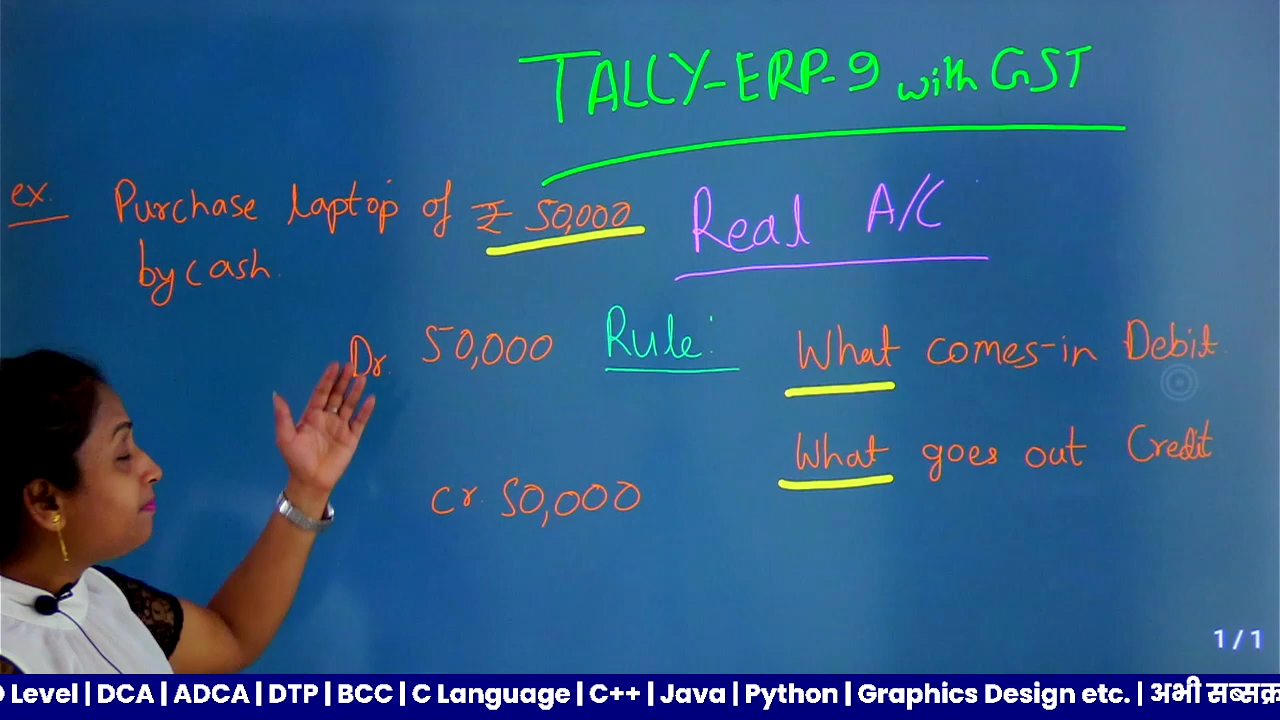 TALLY-ERP-9 with GST
ex. Purchase laptop of ₹ 50,000
by cash.
Real A/C
Dr. 50,000
Rule:
What comes-in Debit
What goes out Credit
Cr. 50,000
1 / 1
Level | DCA | ADCA | DTP | BCC | C Language | C++ | Java | Python | Graphics Design etc. | अभी